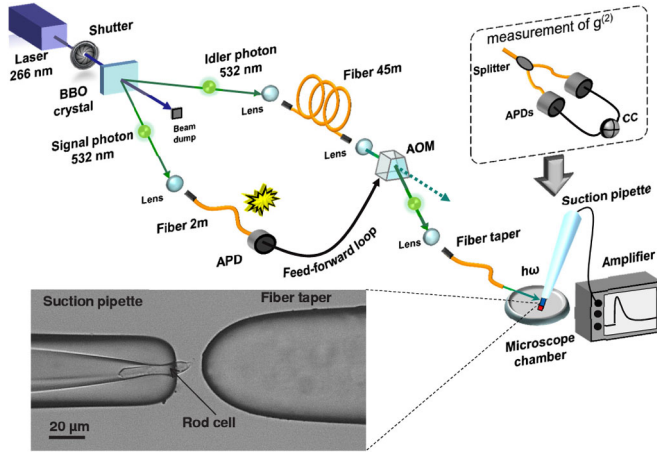 Laser
266 nm
Shutter
BBO
crystal
Idler photon
532 nm
Fiber 45m
Lens
Beam
dump
Signal photon
532 nm
Lens
Fiber 2m
APD
Feed-forward loop
Lens
AOM
Lens
Fiber taper
measurement of g(2)
Splitter
APDs
CC
Suction pipette
hω
Amplifier
Microscope
chamber
Suction pipette
Fiber taper
Rod cell
20 µm